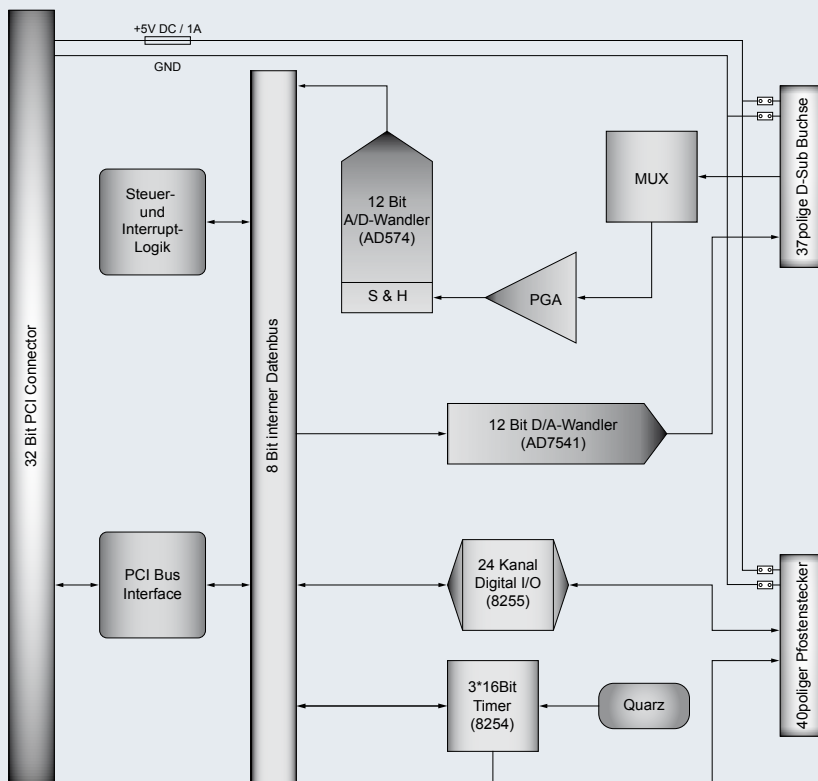 +5V DC / 1A
GND
32 Bit PCI Connector
8 Bit interner Datenbus
Steuer-
und
Interrupt-
Logik
12 Bit
A/D-Wandler
(AD574)
S & H
PGA
MUX
37polige D-Sub Buchse
12 Bit D/A-Wandler
(AD7541)
PCI Bus
Interface
24 Kanal
Digital I/O
(8255)
3*16Bit
Timer
(8254)
Quarz
40poliger Pfostenstecker